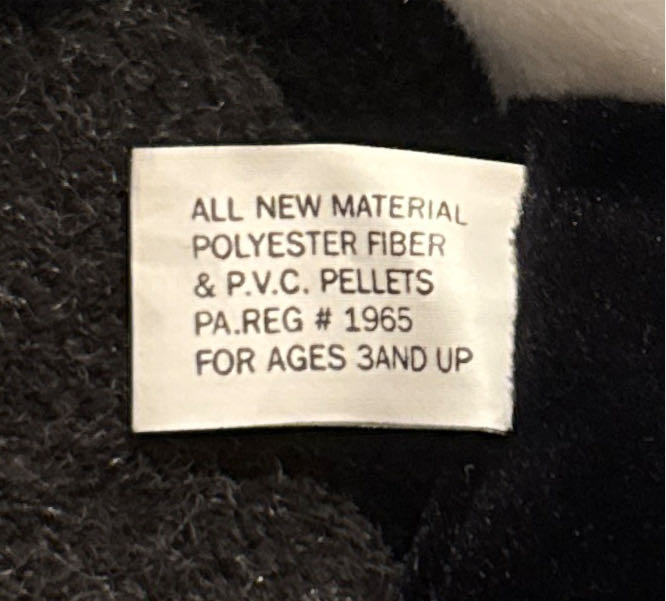 ALL NEW MATERIAL
POLYESTER FIBER
& P.V.C. PELLETS
PA.REG # 1965
FOR AGES 3AND UP